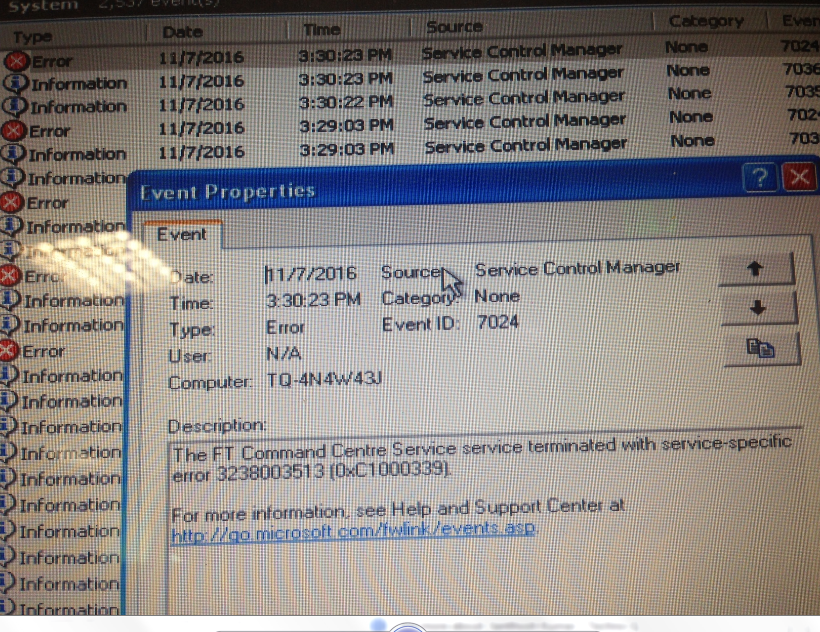 System 2,537 event(s)
Type Date Time Source Category Even
Error 11/7/2016 3:30:23 PM Service Control Manager None 7024
Information 11/7/2016 3:30:23 PM Service Control Manager None 7036
Information 11/7/2016 3:30:22 PM Service Control Manager None 7035
Error 11/7/2016 3:29:03 PM Service Control Manager None 702
Information 11/7/2016 3:29:03 PM Service Control Manager None 703
Information
Error
Information
Error
Information
Information
Error
Information
Information
Information
Information
Information
Information
Information
Information
Information
Information
Event Properties
Event
Date: 11/7/2016 Source: Service Control Manager
Time: 3:30:23 PM Category: None
Type: Error Event ID: 7024
User: N/A
Computer: TQ-4N4W43J
Description:
The FT Command Centre Service service terminated with service-specific
error 3238003513 (0xC1000339).
For more information, see Help and Support Center at
http://go.microsoft.com/fwlink/events.asp.